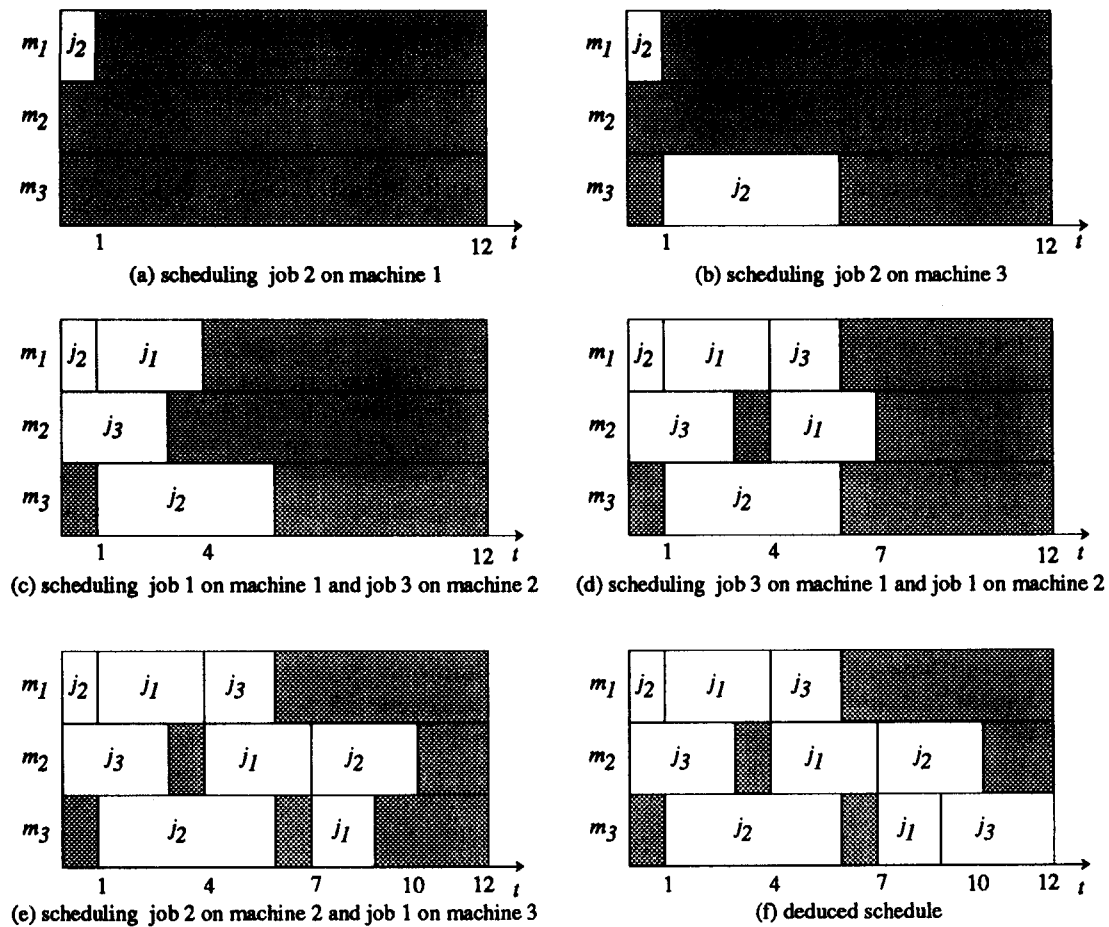 m1 j2
m2
m3
1 12 t
(a) scheduling job 2 on machine 1
m1 j2
m2
m3 j2
1 12 t
(b) scheduling job 2 on machine 3
m1 j2 j1
m2 j3
m3 j2
1 4 12 t
(c) scheduling job 1 on machine 1 and job 3 on machine 2
m1 j2 j1 j3
m2 j3 j1
m3 j2
1 4 7 12 t
(d) scheduling job 3 on machine 1 and job 1 on machine 2
m1 j2 j1 j3
m2 j3 j1 j2
m3 j2 j1
1 4 7 10 12 t
(e) scheduling job 2 on machine 2 and job 1 on machine 3
m1 j2 j1 j3
m2 j3 j1 j2
m3 j2 j1 j3
1 4 7 10 12 t
(f) deduced schedule